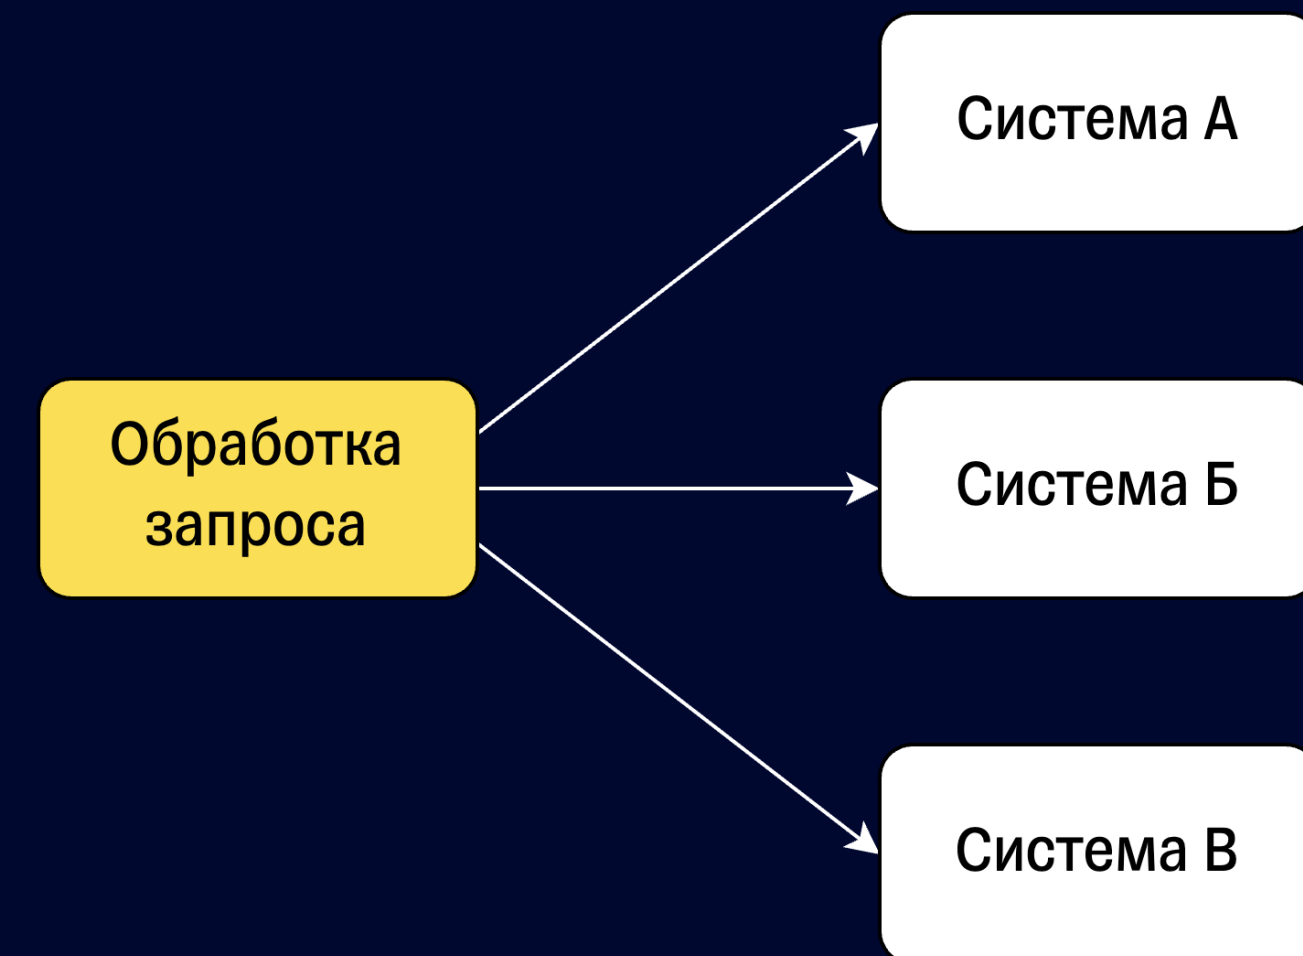 Система А
Обработка
запроса
Система Б
Система В